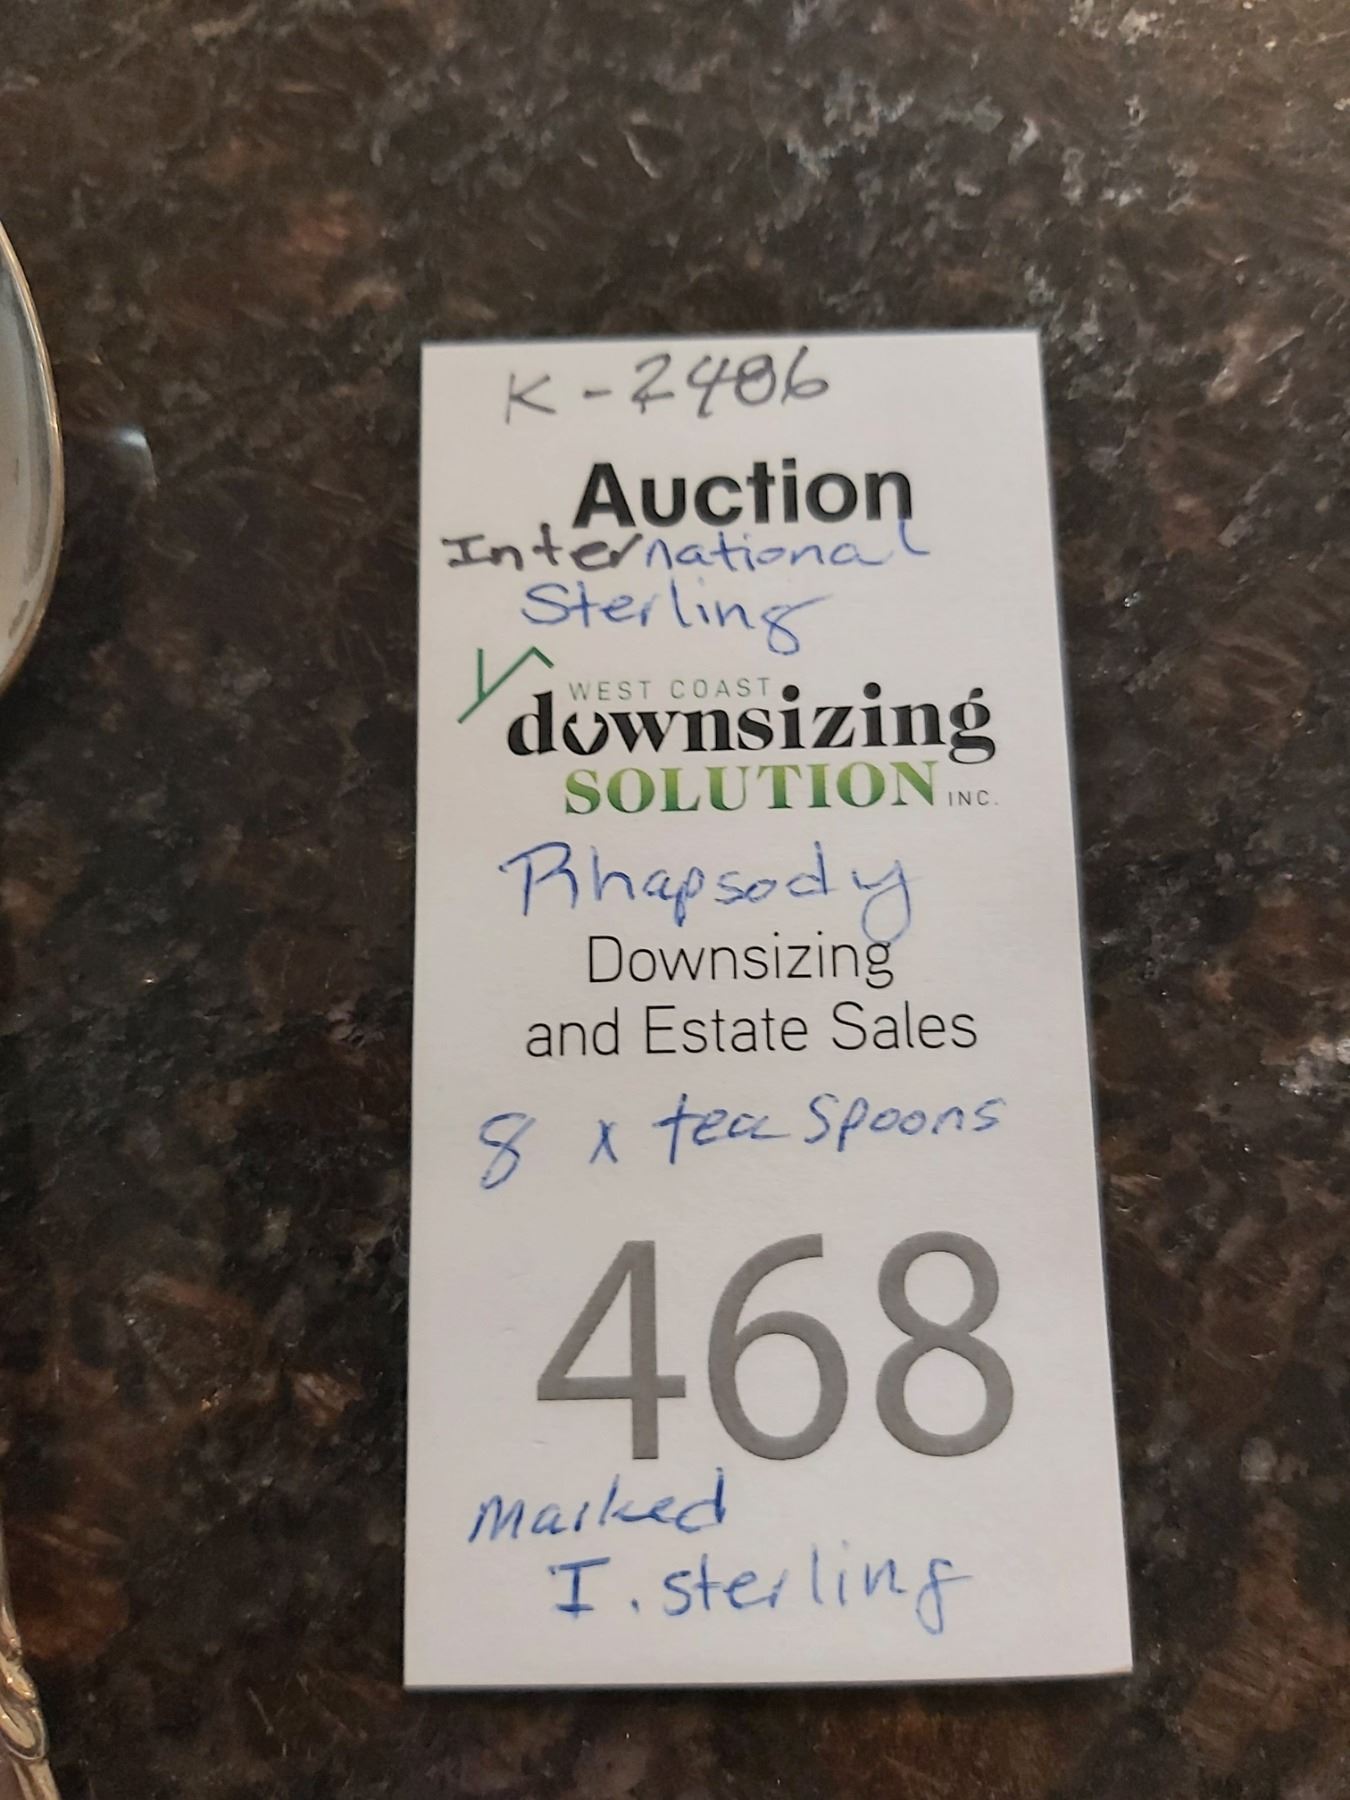 K - 2486
Auction
International
Sterling
WEST COAST
downsizing
SOLUTION INC.
Rhapsody
Downsizing
and Estate Sales
8 x tea spoons
468
Marked
I. sterling